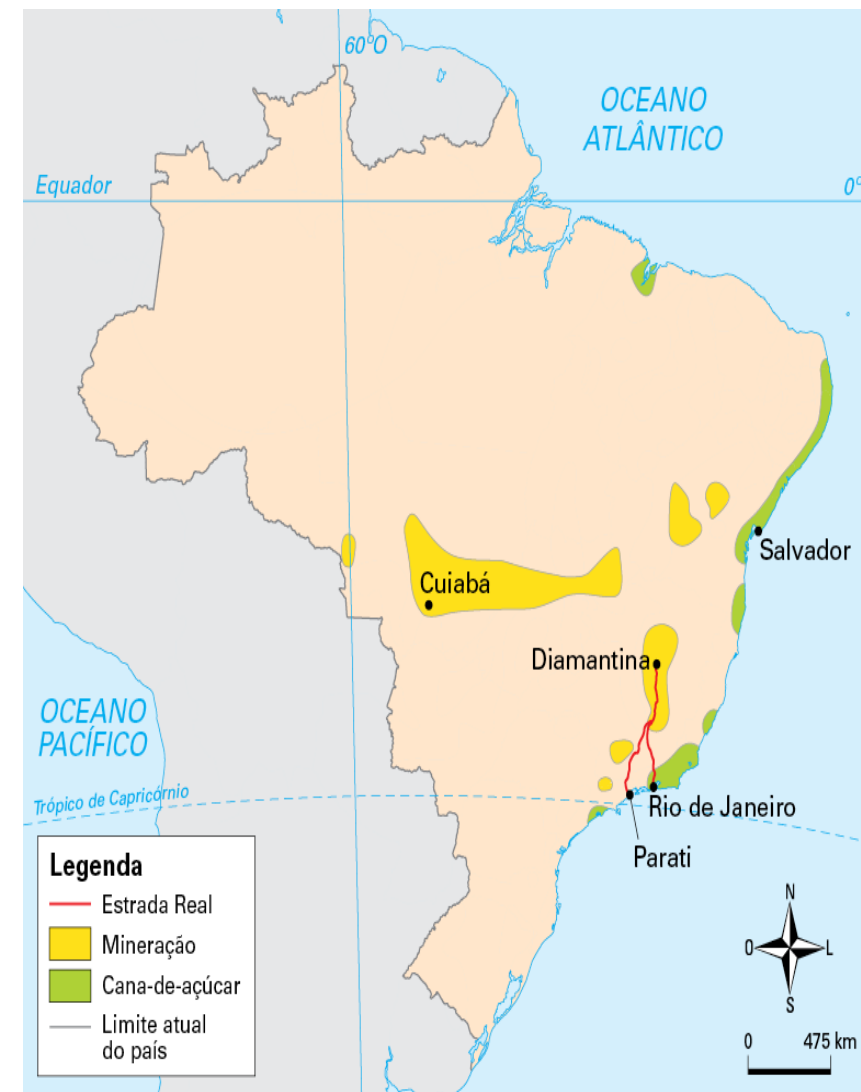 60°O
OCEANO
ATLÂNTICO
Equador
0°
Salvador
Cuiabá
Diamantina
OCEANO
PACÍFICO
Trópico de Capricórnio
Rio de Janeiro
Parati
Legenda
Estrada Real
Mineração
Cana-de-açúcar
Limite atual
do país
N
O
L
S
0 475 km